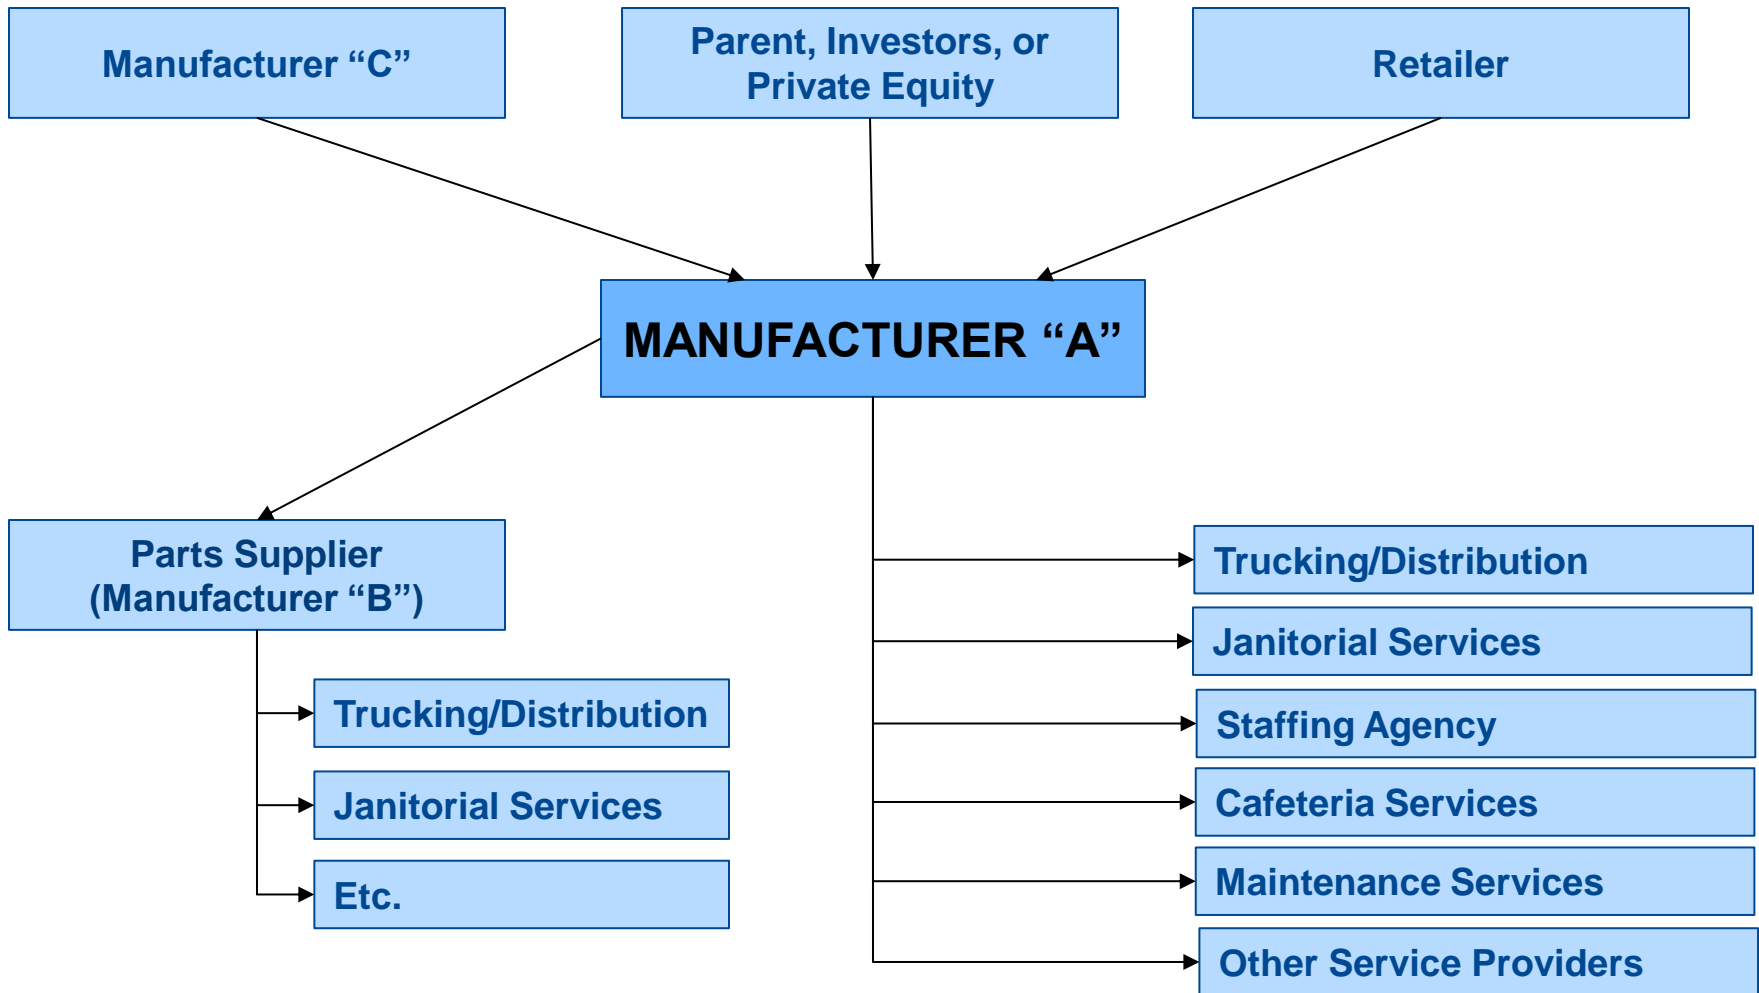 Manufacturer “C”
Parent, Investors, or
Private Equity
Retailer
MANUFACTURER “A”
Parts Supplier
(Manufacturer “B”)
Trucking/Distribution
Janitorial Services
Etc.
Trucking/Distribution
Janitorial Services
Staffing Agency
Cafeteria Services
Maintenance Services
Other Service Providers